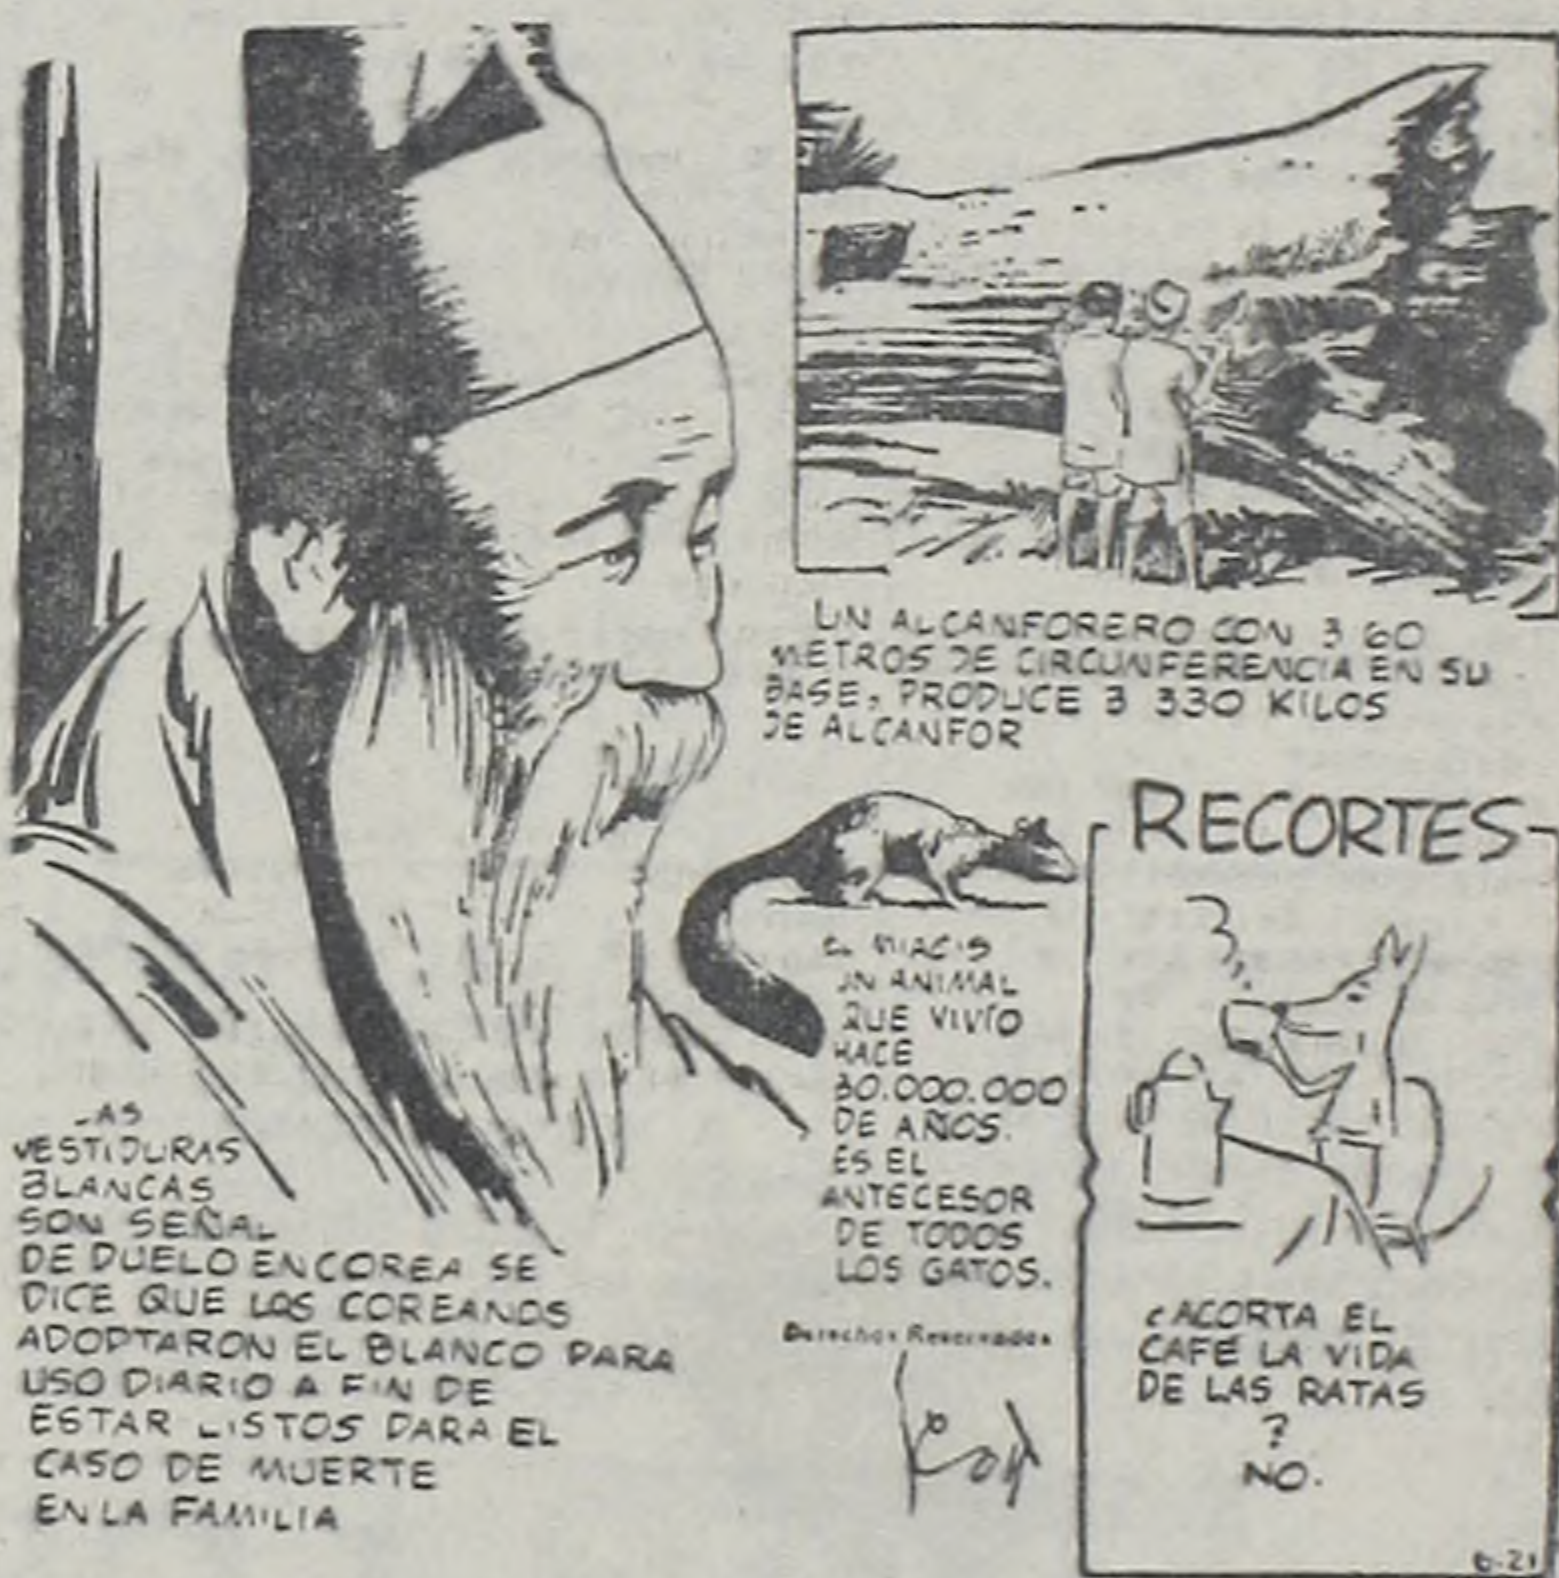 UN ALCANFORERO CON 3 60
METROS DE CIRCUNFERENCIA EN SU
BASE, PRODUCE 3 330 KILOS
DE ALCANFOR
LAS
VESTIDURAS
BLANCAS
SON SEÑAL
DE DUELO EN COREA SE
DICE QUE LOS COREANOS
ADOPTARON EL BLANCO PARA
USO DIARIO A FIN DE
ESTAR LISTOS PARA EL
CASO DE MUERTE
EN LA FAMILIA
EL
UN ANIMAL
QUE VIVÍO
HACE
30.000.000
DE AÑOS.
ES EL
ANTECESOR
DE TODOS
LOS GATOS.
Derechos Reservados
RECORTES
¿ACORTA EL
CAFÉ LA VIDA
DE LAS RATAS
?
NO.
6-21